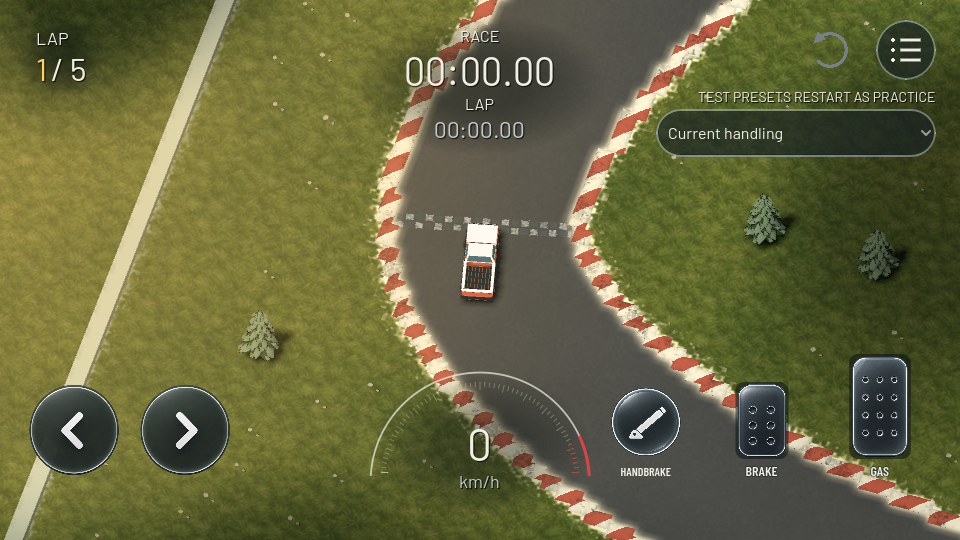 LAP
1/ 5
RACE
00:00.00
LAP
00:00.00
TEST PRESETS RESTART AS PRACTICE
Current handling
0
km/h
HANDBRAKE
BRAKE
GAS